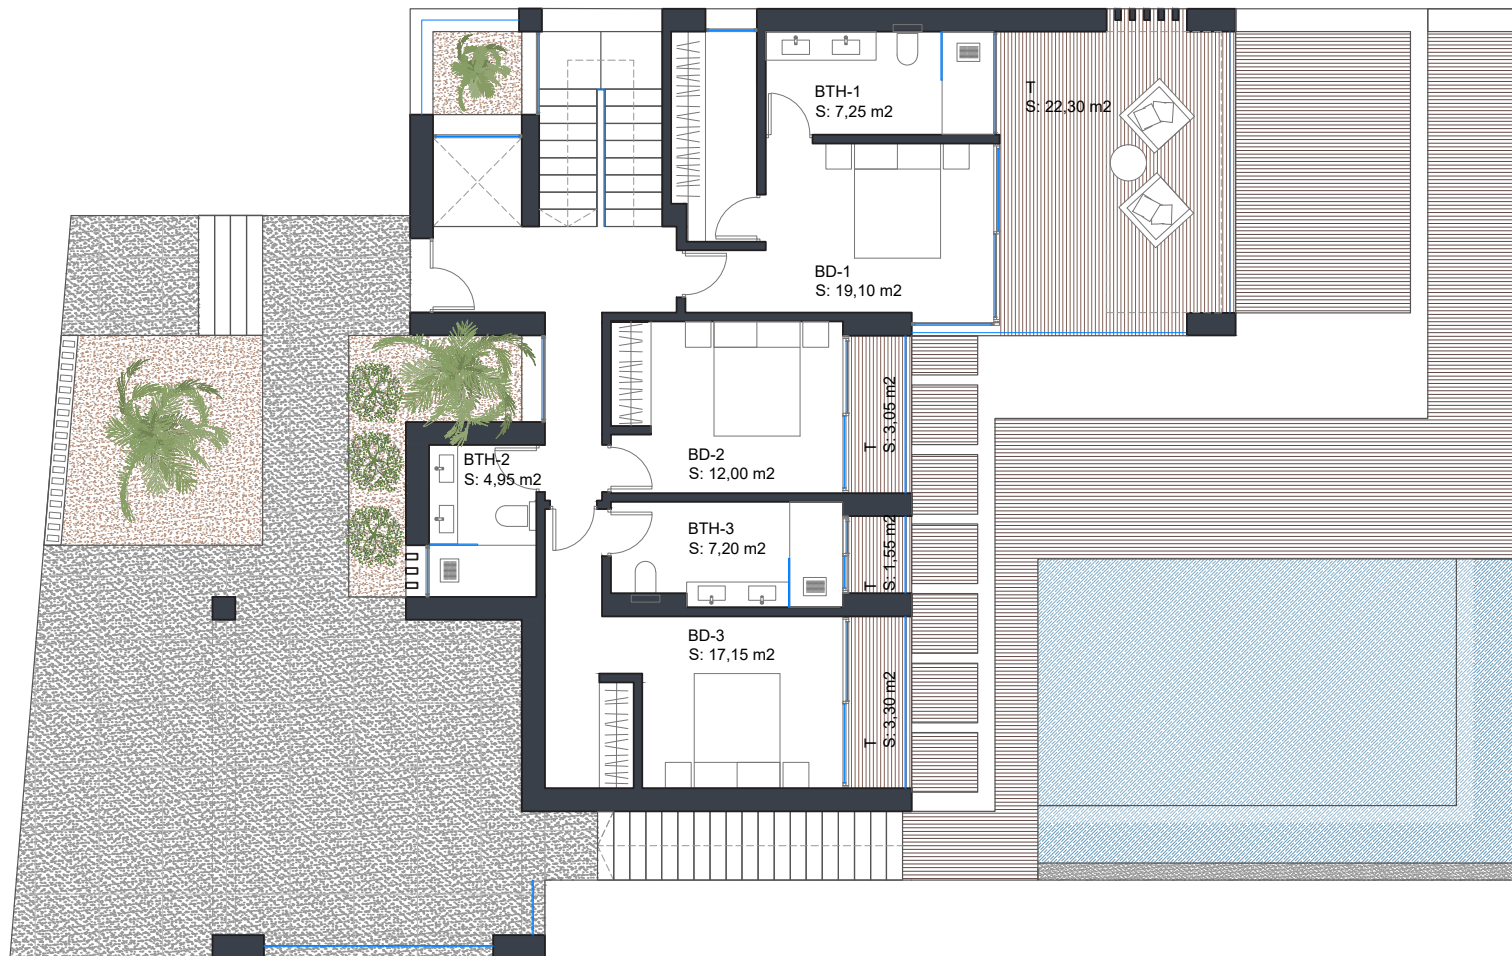 BTH-1
S: 7,25 m2
T
S: 22,30 m2
BD-1
S: 19,10 m2
T
S: 3,05 m2
BD-2
S: 12,00 m2
BTH-2
S: 4,95 m2
BTH-3
S: 7,20 m2
T
S: 1,55 m2
BD-3
S: 17,15 m2
T
S: 3,30 m2